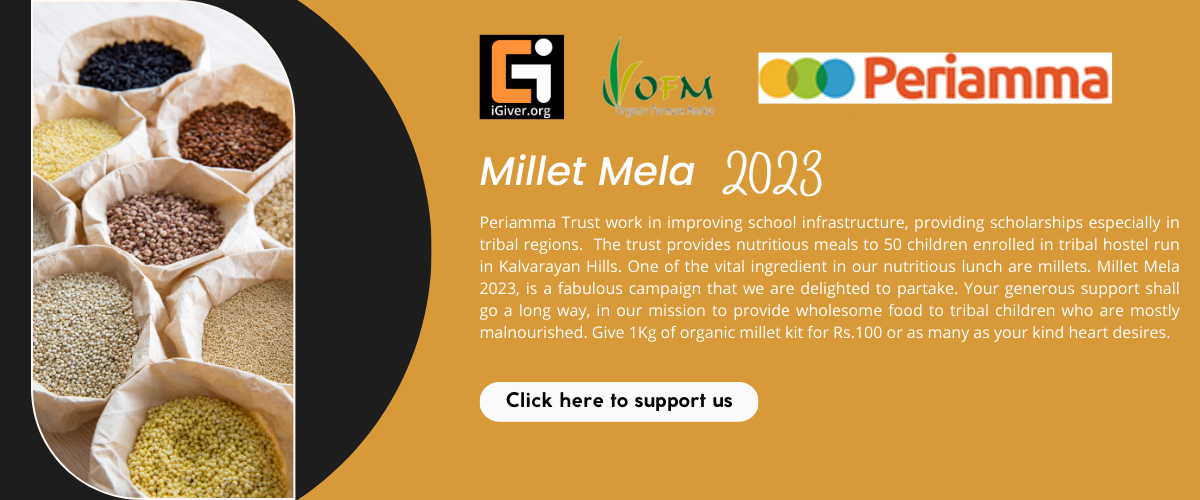 iGiver.org
OFM
Organic Farmers Market
Periamma
Millet Mela 2023
Periamma Trust work in improving school infrastructure, providing scholarships especially in
tribal regions. The trust provides nutritious meals to 50 children enrolled in tribal hostel run
in Kalvarayan Hills. One of the vital ingredient in our nutritious lunch are millets. Millet Mela
2023, is a fabulous campaign that we are delighted to partake. Your generous support shall
go a long way, in our mission to provide wholesome food to tribal children who are mostly
malnourished. Give 1Kg of organic millet kit for Rs.100 or as many as your kind heart desires.
Click here to support us